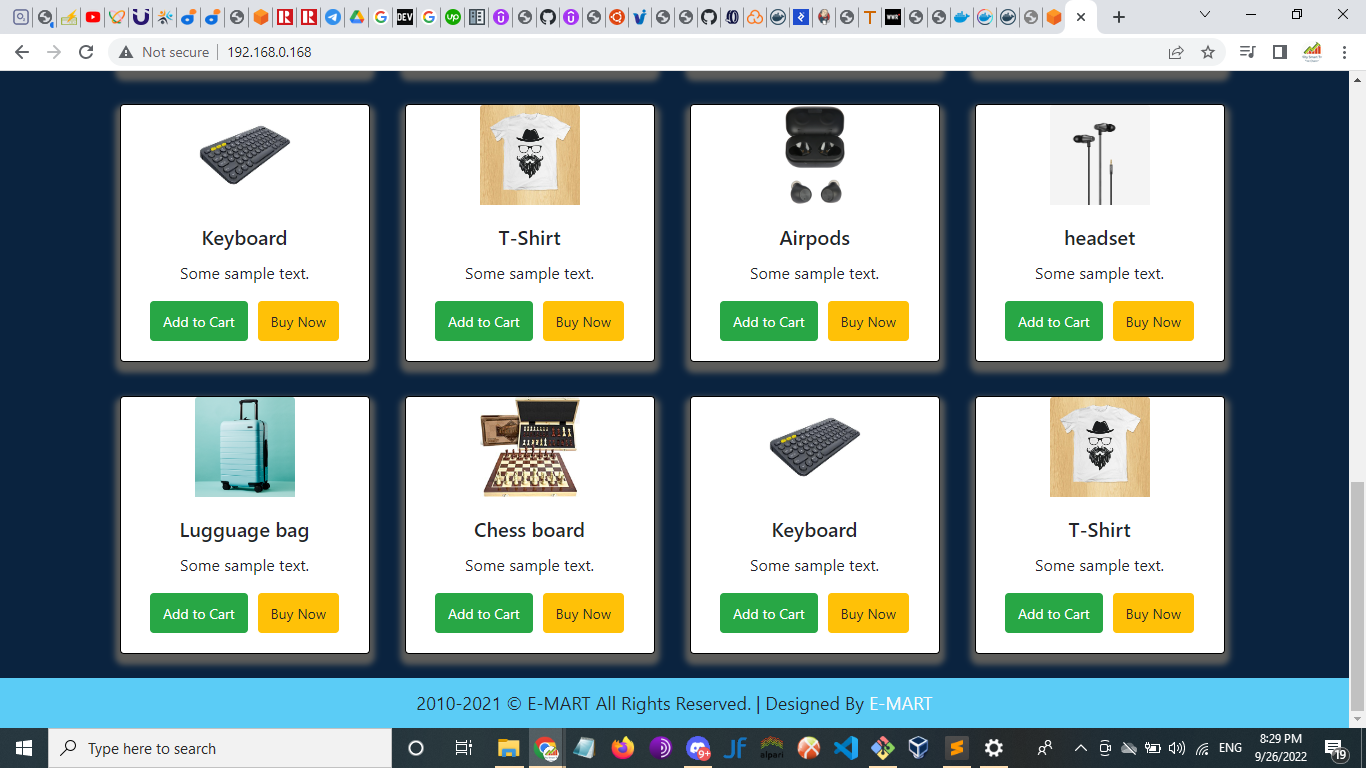 Not secure
192.168.0.168
Keyboard
T-Shirt
Airpods
headset
Some sample text.
Some sample text.
Some sample text.
Some sample text.
Add to Cart
Buy Now
Add to Cart
Buy Now
Add to Cart
Buy Now
Add to Cart
Buy Now
Lugguage bag
Chess board
Keyboard
T-Shirt
Some sample text.
Some sample text.
Some sample text.
Some sample text.
Add to Cart
Buy Now
Add to Cart
Buy Now
Add to Cart
Buy Now
Add to Cart
Buy Now
2010-2021 © E-MART All Rights Reserved. | Designed By E-MART
Type here to search
ENG
8:29 PM
9/26/2022
19